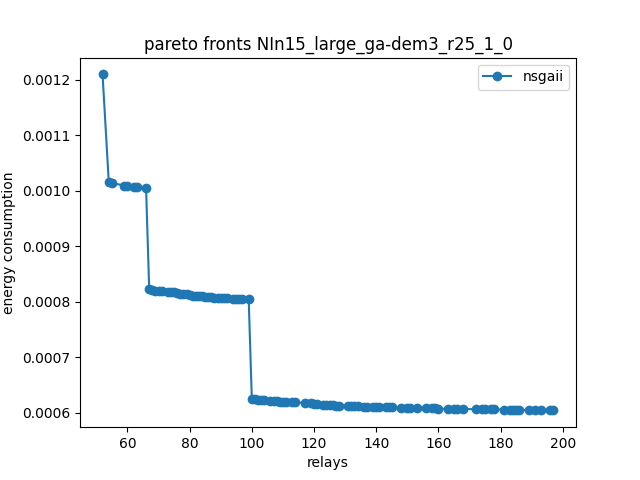 pareto fronts NIn15_large_ga-dem3_r25_1_0
nsgaii
energy consumption
0.0012
0.0011
0.0010
0.0009
0.0008
0.0007
0.0006
60 80 100 120 140 160 180 200
relays